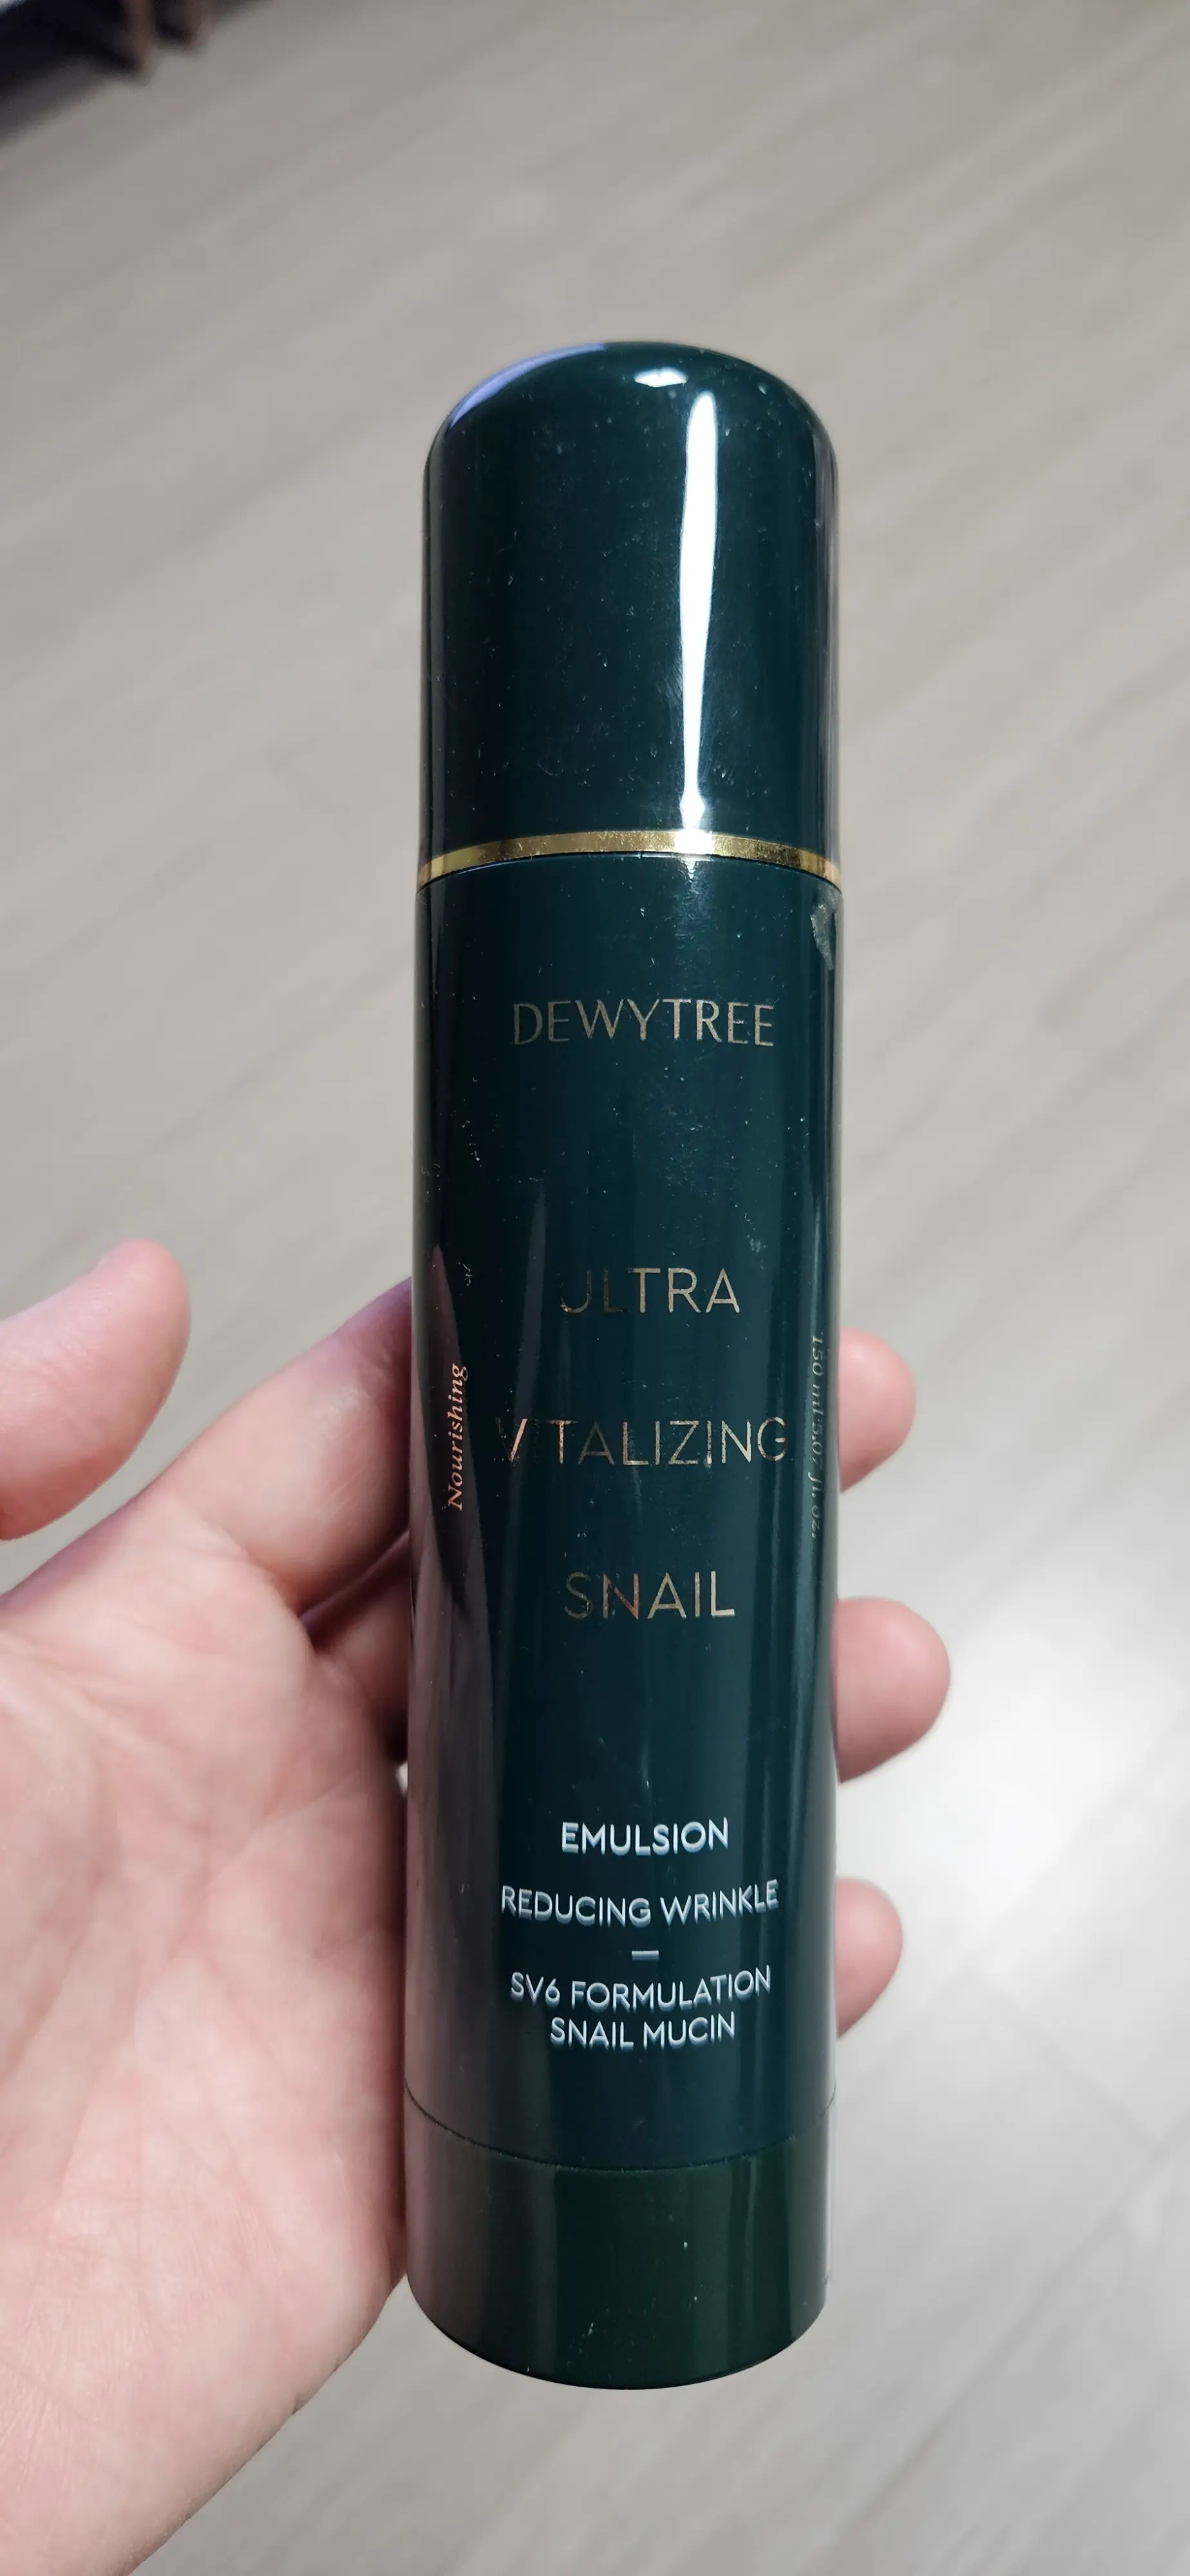 DEWYTREE
ULTRA
VITALIZING
SNAIL
Nourishing
150 ml 5.07 fl. oz.
EMULSION
REDUCING WRINKLE
—
SV6 FORMULATION
SNAIL MUCIN